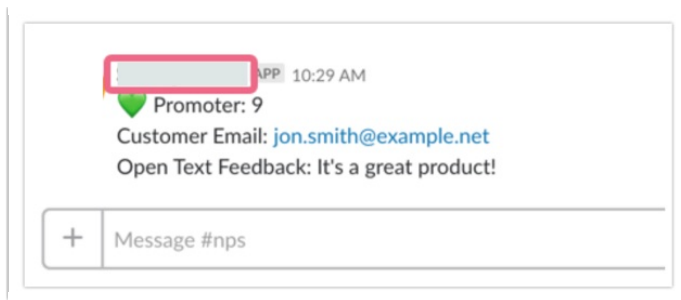 APP 10:29 AM
💚 Promoter: 9
Customer Email: jon.smith@example.net
Open Text Feedback: It's a great product!
+ Message #nps